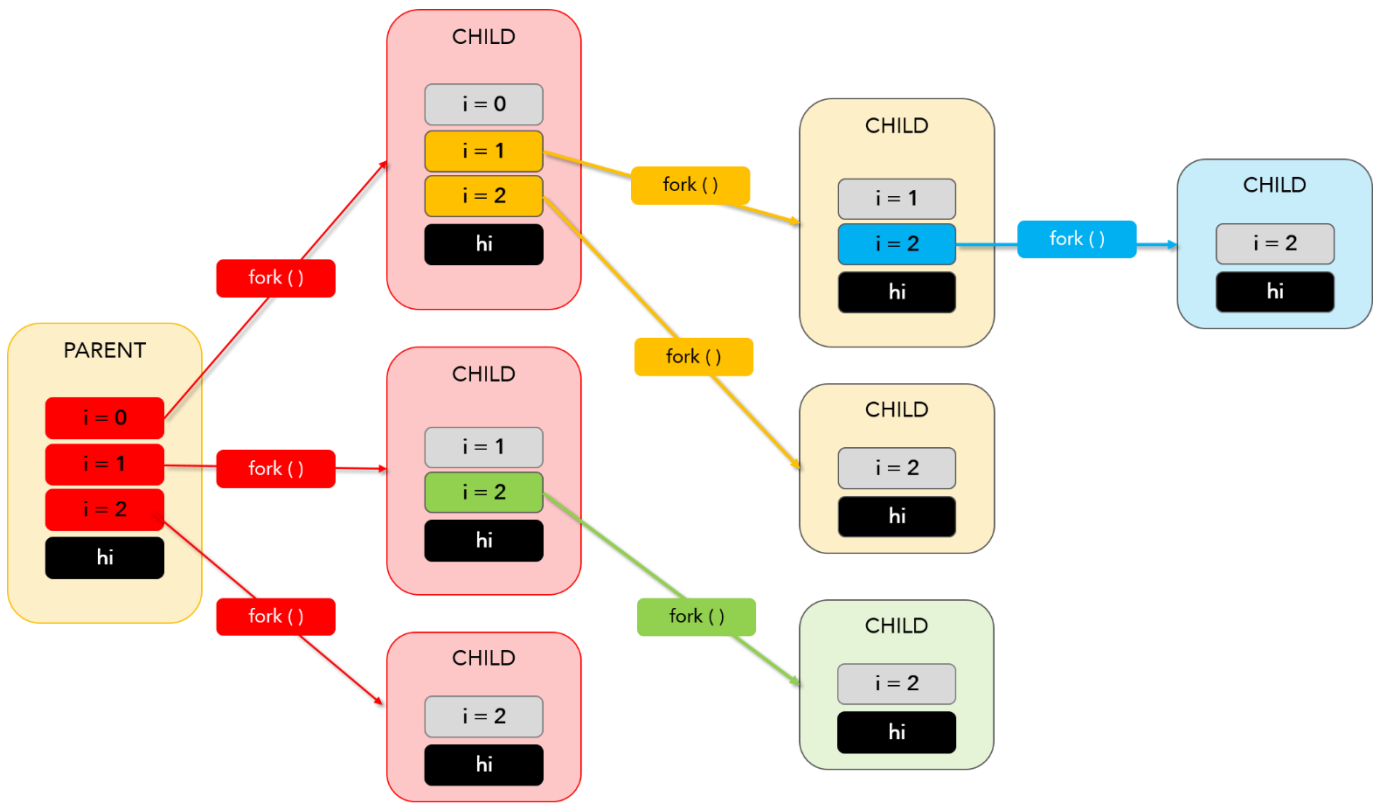 PARENT
i = 0
i = 1
i = 2
hi
fork ( )
fork ( )
fork ( )
CHILD
i = 0
i = 1
i = 2
hi
CHILD
i = 1
i = 2
hi
CHILD
i = 2
hi
fork ( )
fork ( )
fork ( )
CHILD
i = 1
i = 2
hi
CHILD
i = 2
hi
CHILD
i = 2
hi
fork ( )
CHILD
i = 2
hi